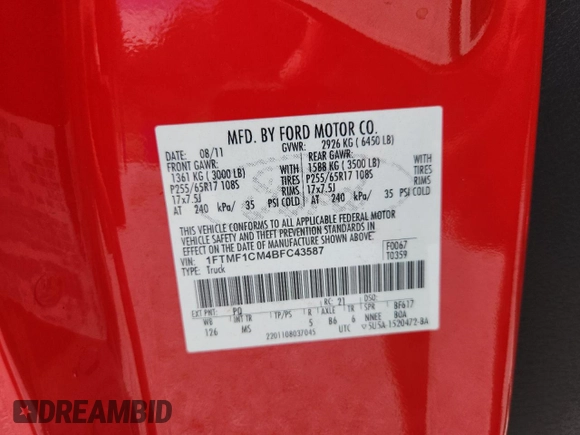 MFD. BY FORD MOTOR CO.
DATE: 08/11 GVWR: 2926 KG ( 6450 LB)
FRONT GAWR: REAR GAWR:
1361 KG ( 3000 LB) WITH 1588 KG ( 3500 LB) WITH
P255/65R17 108S TIRES P255/65R17 108S TIRES
17x7.5J RIMS 17x7.5J RIMS
AT 240 kPa/ 35 PSI COLD AT 240 kPa/ 35 PSI COLD
THIS VEHICLE CONFORMS TO ALL APPLICABLE FEDERAL MOTOR
VEHICLE SAFETY AND THEFT PREVENTION STANDARDS IN
EFFECT ON THE DATE OF MANUFACTURE SHOWN ABOVE.
VIN: 1FTMF1CM4BFC43587 F0067
TYPE: Truck T0359
EXT PNT: PQ RC: 21 DSO:
WB INT TR TP/PS R AXLE TR SPR BF617
126 MS 5 B6 6 NNEE BOA
2201108037045 UTC 5USA-1520472-BA
DREAMBID